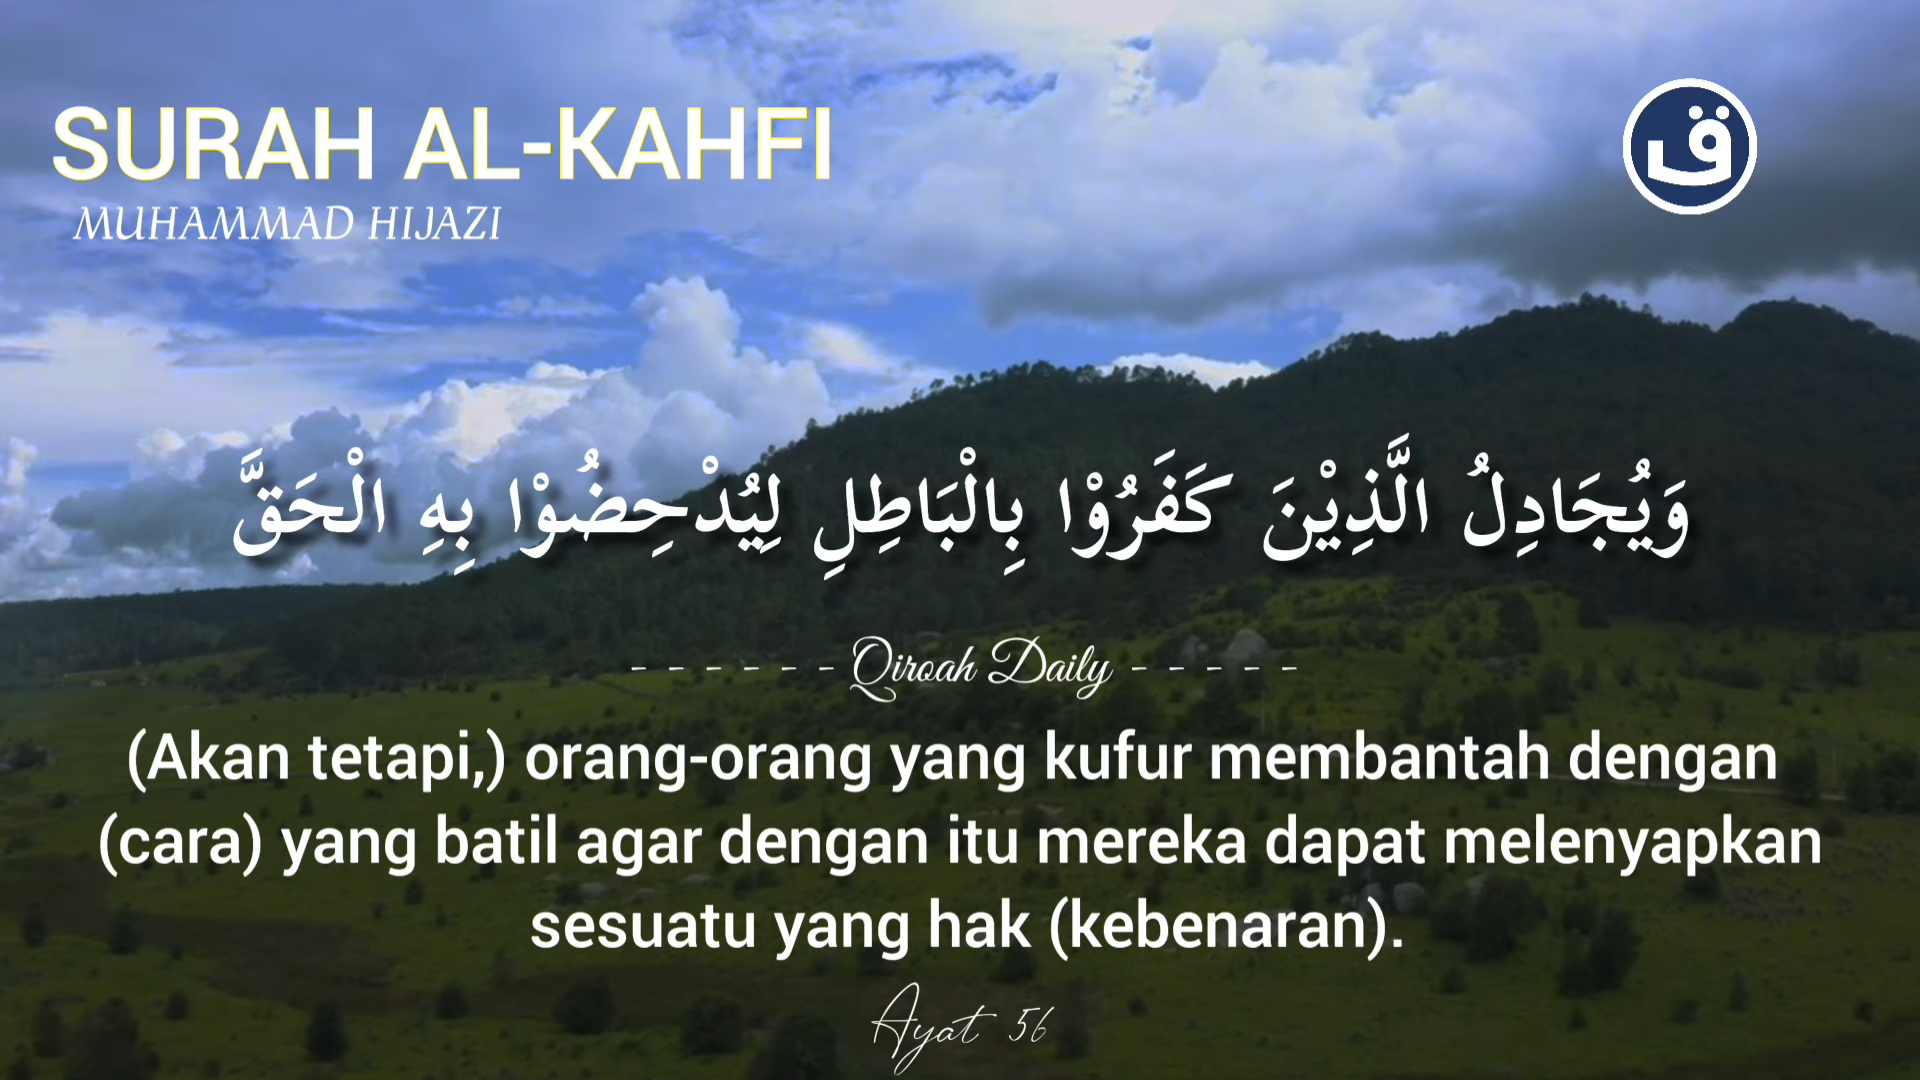 SURAH AL-KAHFI
MUHAMMAD HIJAZI
ق
وَيُجَادِلُ الَّذِيْنَ كَفَرُوْا بِالْبَاطِلِ لِيُدْحِضُوْا بِهِ الْحَقَّ
------ Qiroah Daily -----
(Akan tetapi,) orang-orang yang kufur membantah dengan
(cara) yang batil agar dengan itu mereka dapat melenyapkan
sesuatu yang hak (kebenaran).
Ayat 56